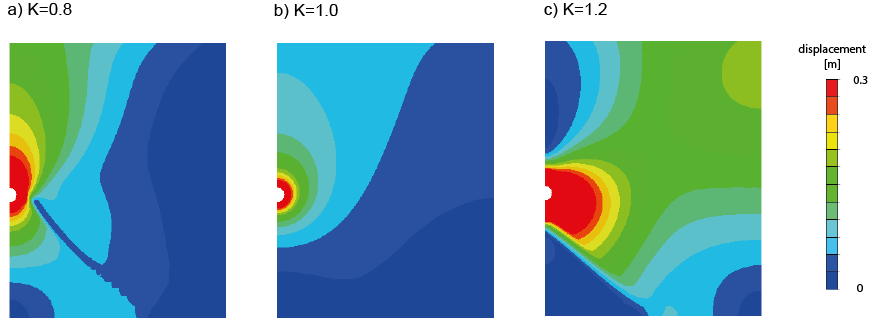 a) K=0.8
b) K=1.0
c) K=1.2
displacement
[m]
0.3
0